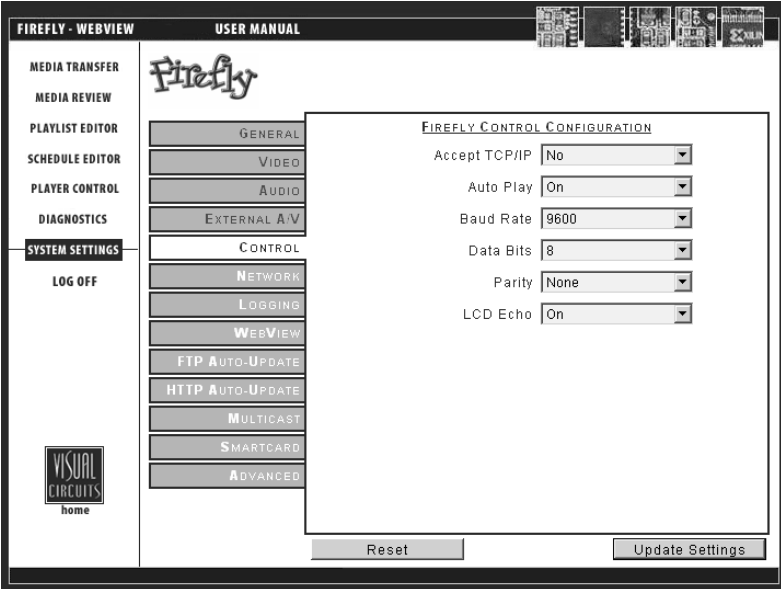 FIREFLY - WEBVIEW
USER MANUAL
XILIN
MEDIA TRANSFER
MEDIA REVIEW
PLAYLIST EDITOR
SCHEDULE EDITOR
PLAYER CONTROL
DIAGNOSTICS
SYSTEM SETTINGS
LOG OFF
VISUAL
CIRCUITS
home
Firefly
GENERAL
VIDEO
AUDIO
EXTERNAL A/V
CONTROL
NETWORK
LOGGING
WEBVIEW
FTP AUTO-UPDATE
HTTP AUTO-UPDATE
MULTICAST
SMARTCARD
ADVANCED
FIREFLY CONTROL CONFIGURATION
Accept TCP/IP No
Auto Play On
Baud Rate 9600
Data Bits 8
Parity None
LCD Echo On
Reset
Update Settings